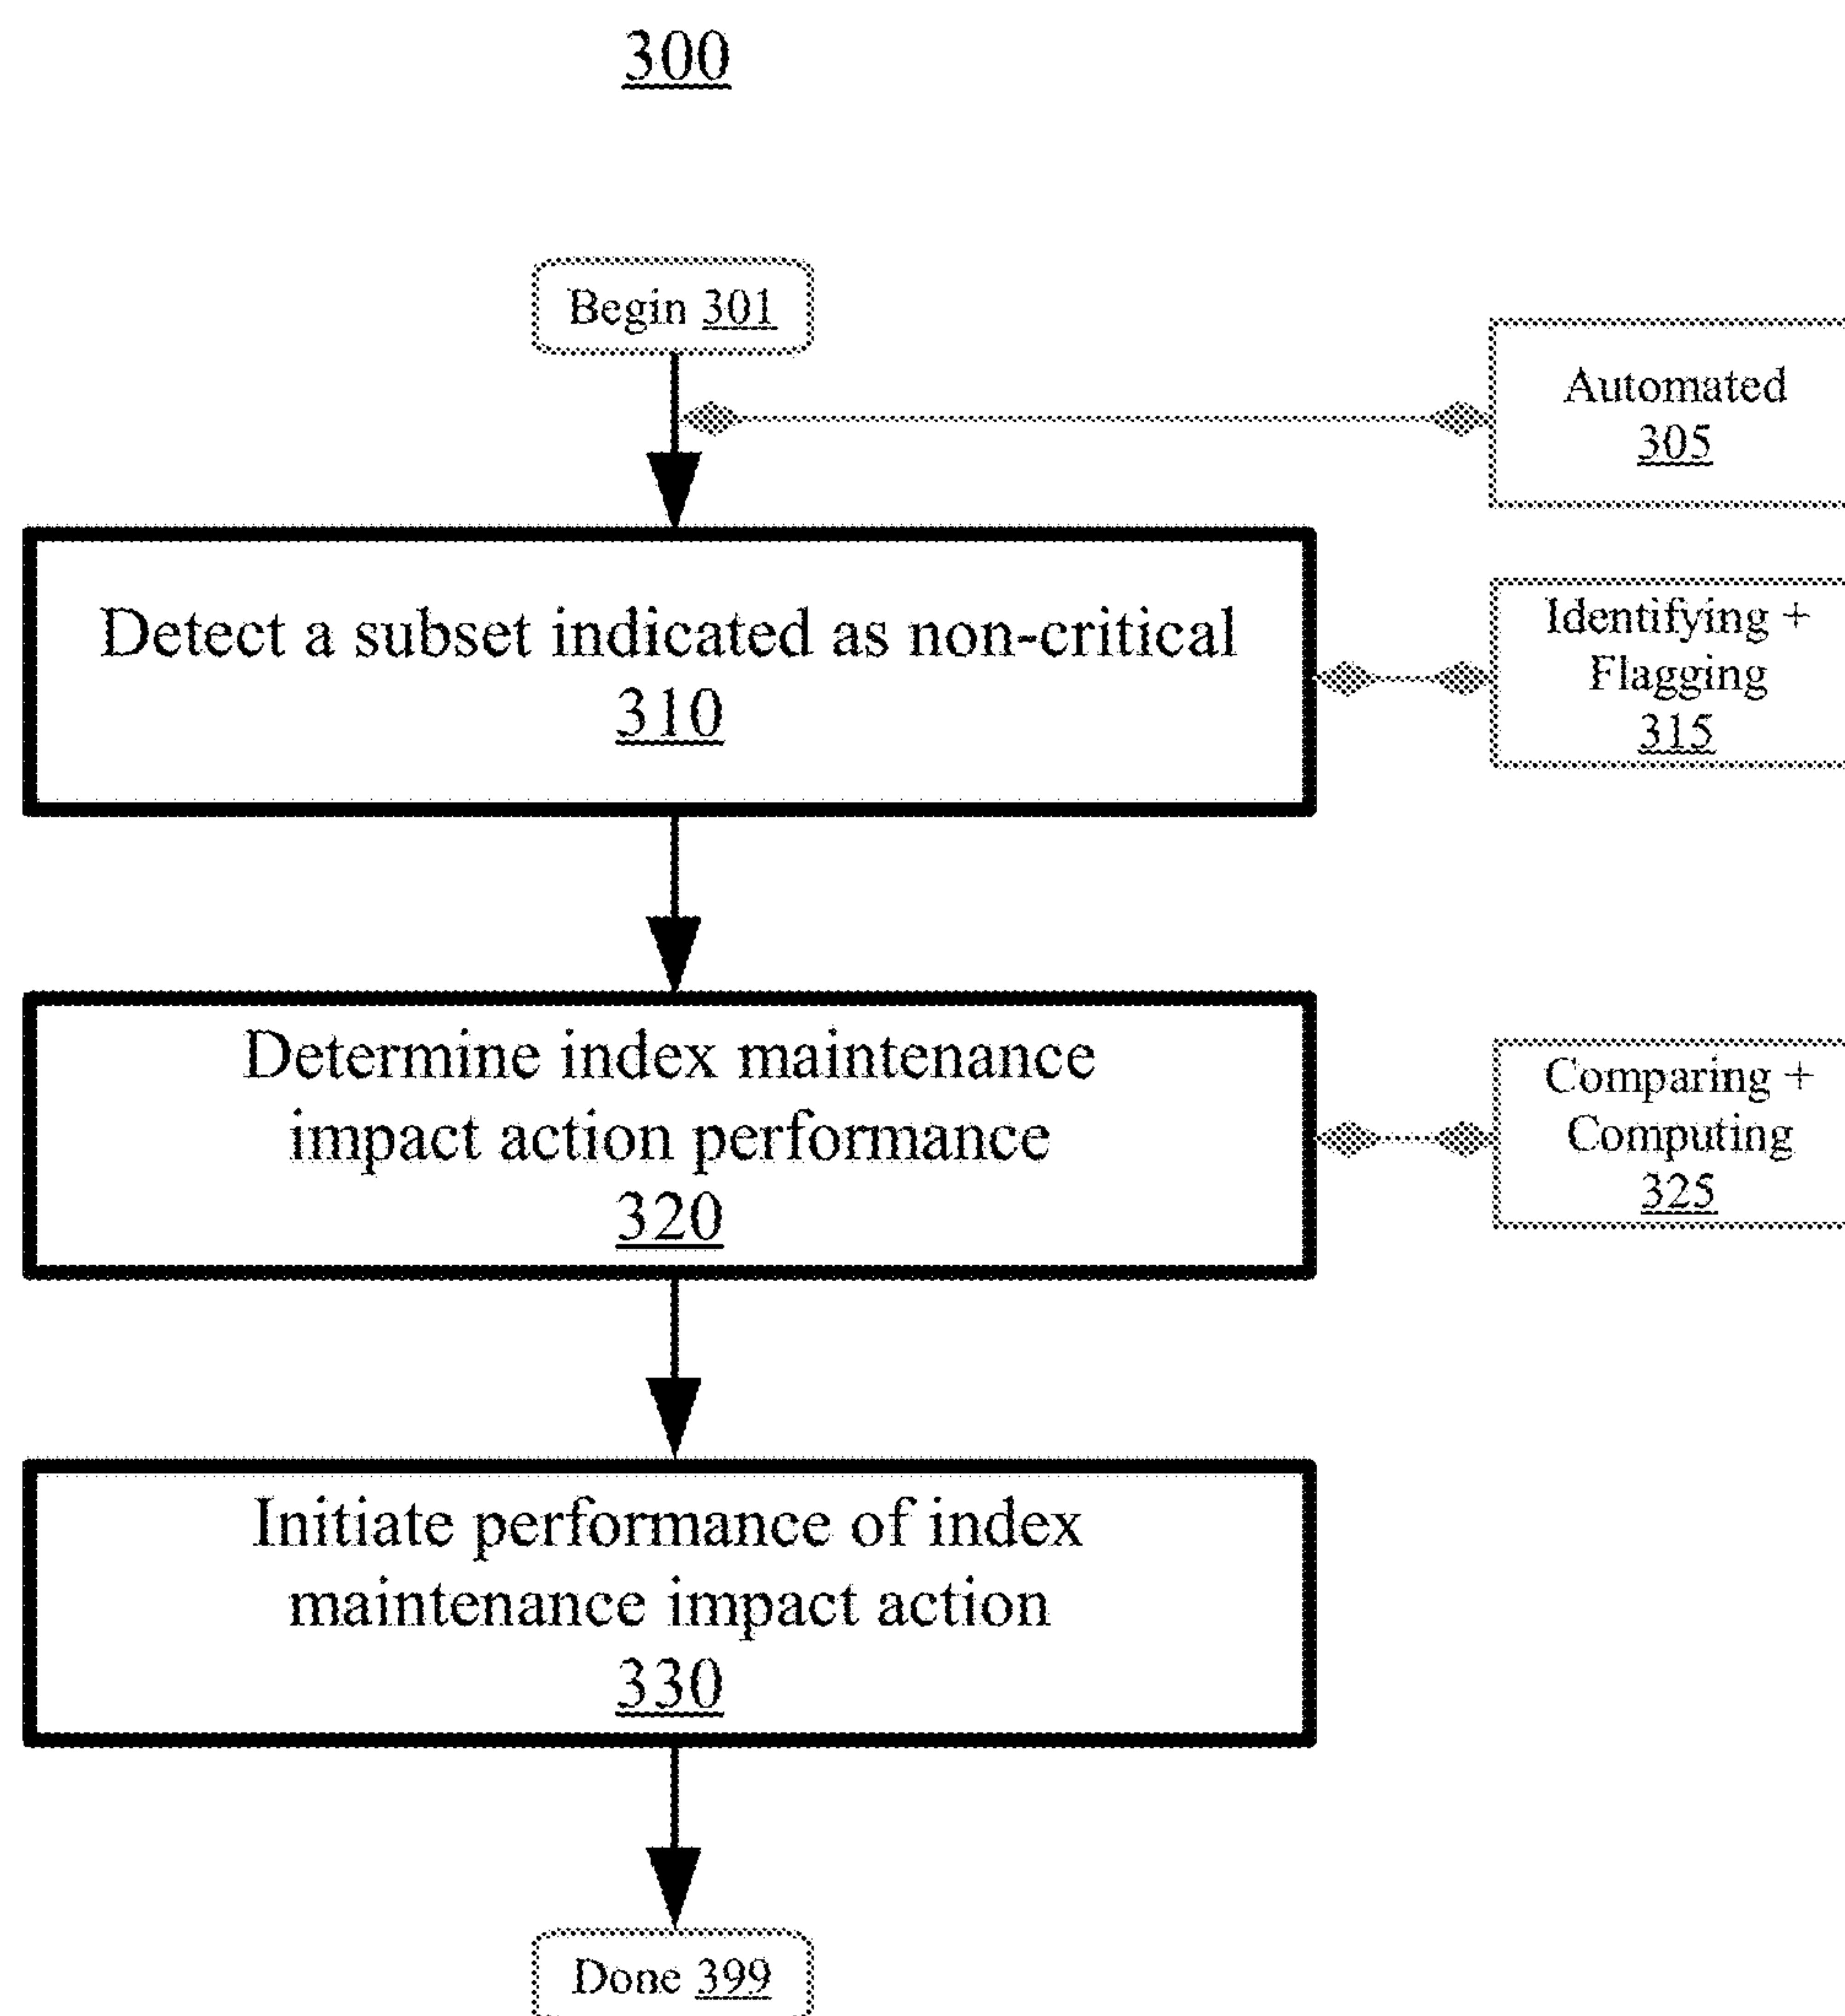 300
Begin 301
Automated
305
Detect a subset indicated as non-critical
310
Identifying +
Flagging
315
Determine index maintenance
impact action performance
320
Comparing +
Computing
325
Initiate performance of index
maintenance impact action
330
Done 399